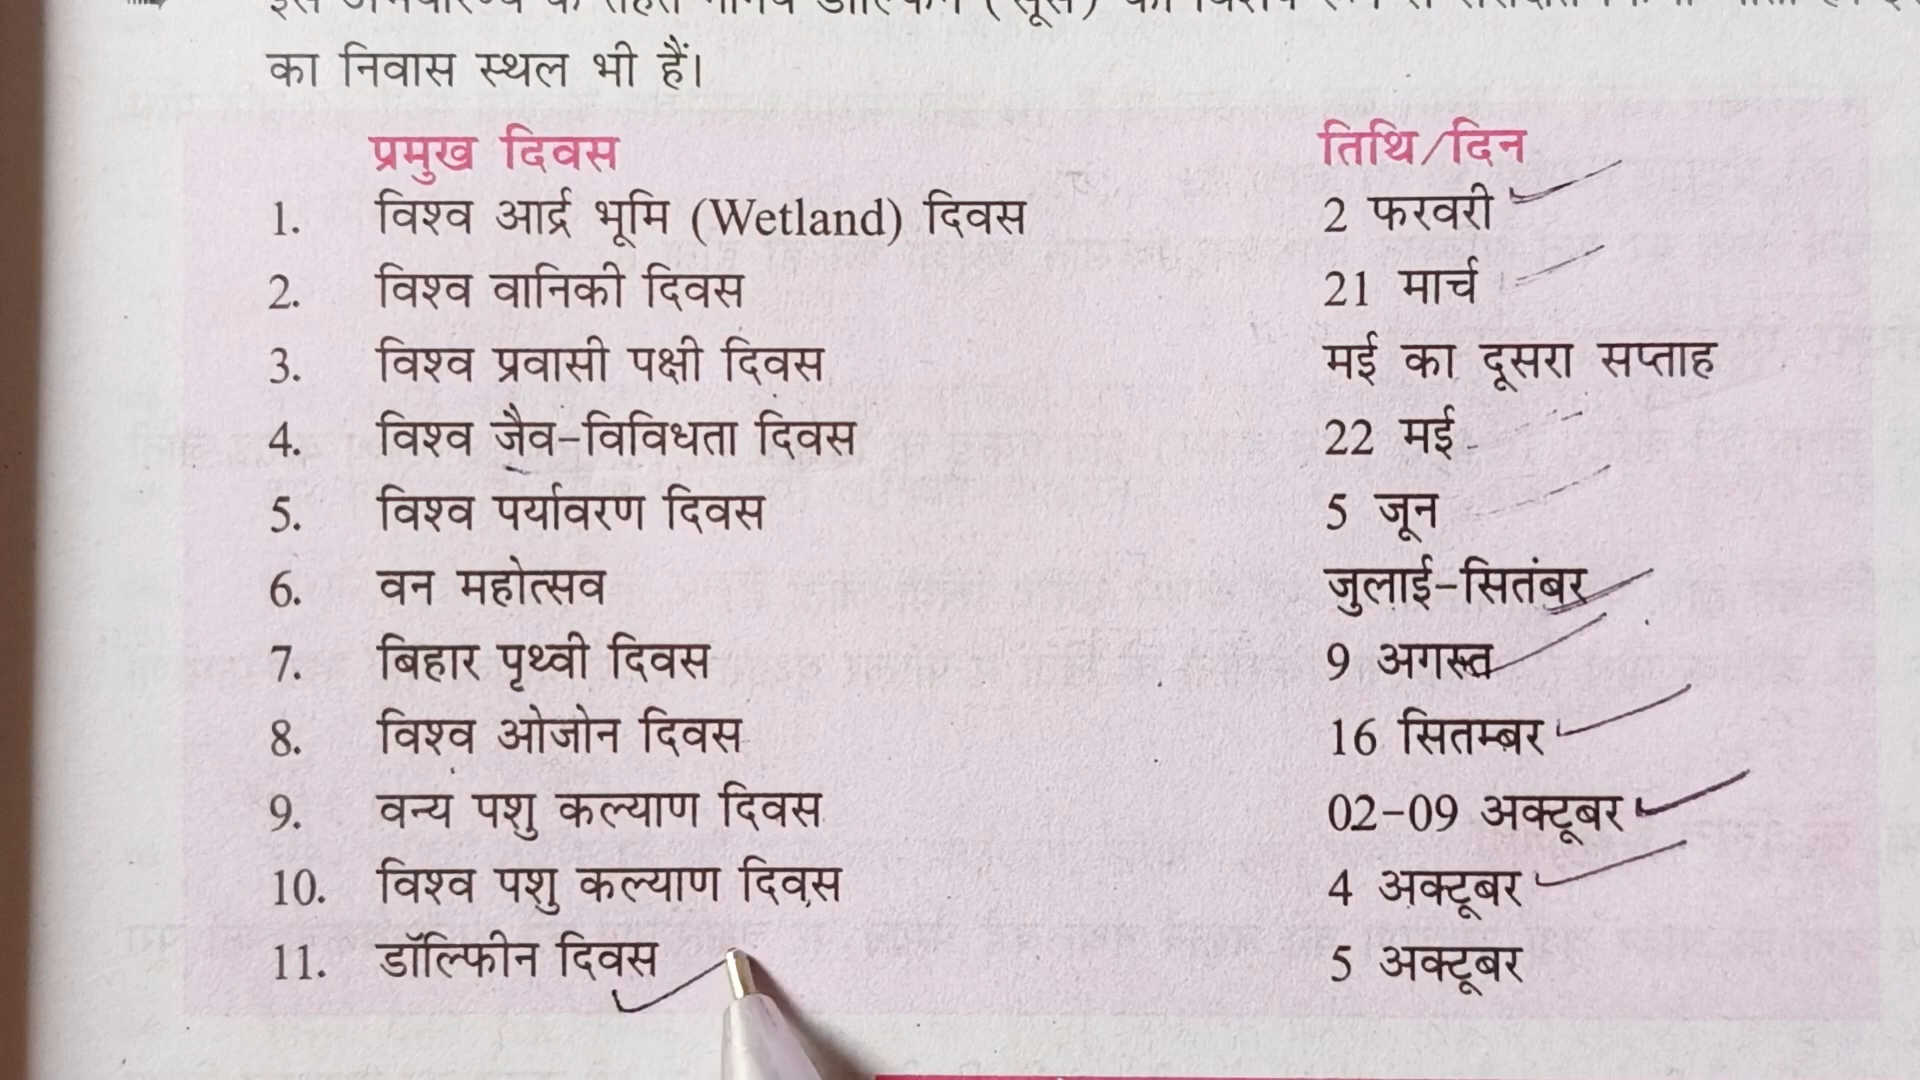 का निवास स्थल भी हैं।
प्रमुख दिवस तिथि/दिन
1. विश्व आर्द्र भूमि (Wetland) दिवस 2 फरवरी
2. विश्व वानिकी दिवस 21 मार्च
3. विश्व प्रवासी पक्षी दिवस मई का दूसरा सप्ताह
4. विश्व जैव-विविधता दिवस 22 मई
5. विश्व पर्यावरण दिवस 5 जून
6. वन महोत्सव जुलाई-सितंबर
7. बिहार पृथ्वी दिवस 9 अगस्त
8. विश्व ओजोन दिवस 16 सितम्बर
9. वन्य पशु कल्याण दिवस 02-09 अक्टूबर
10. विश्व पशु कल्याण दिवस 4 अक्टूबर
11. डॉल्फीन दिवस 5 अक्टूबर